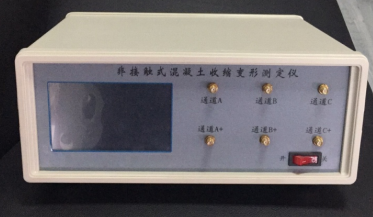 非接触式混凝土收缩变形测定仪
通道A 通道B 通道C
通道A+ 通道B+ 通道C+
开 关